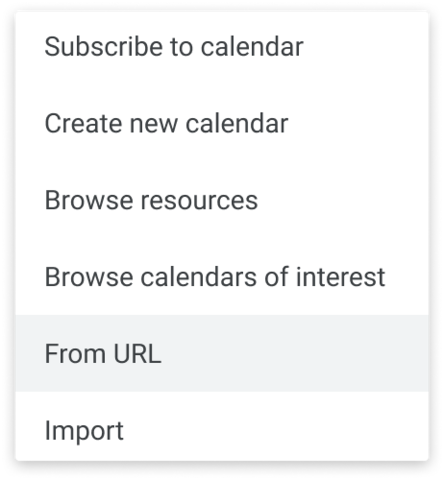 Subscribe to calendar
Create new calendar
Browse resources
Browse calendars of interest
From URL
Import